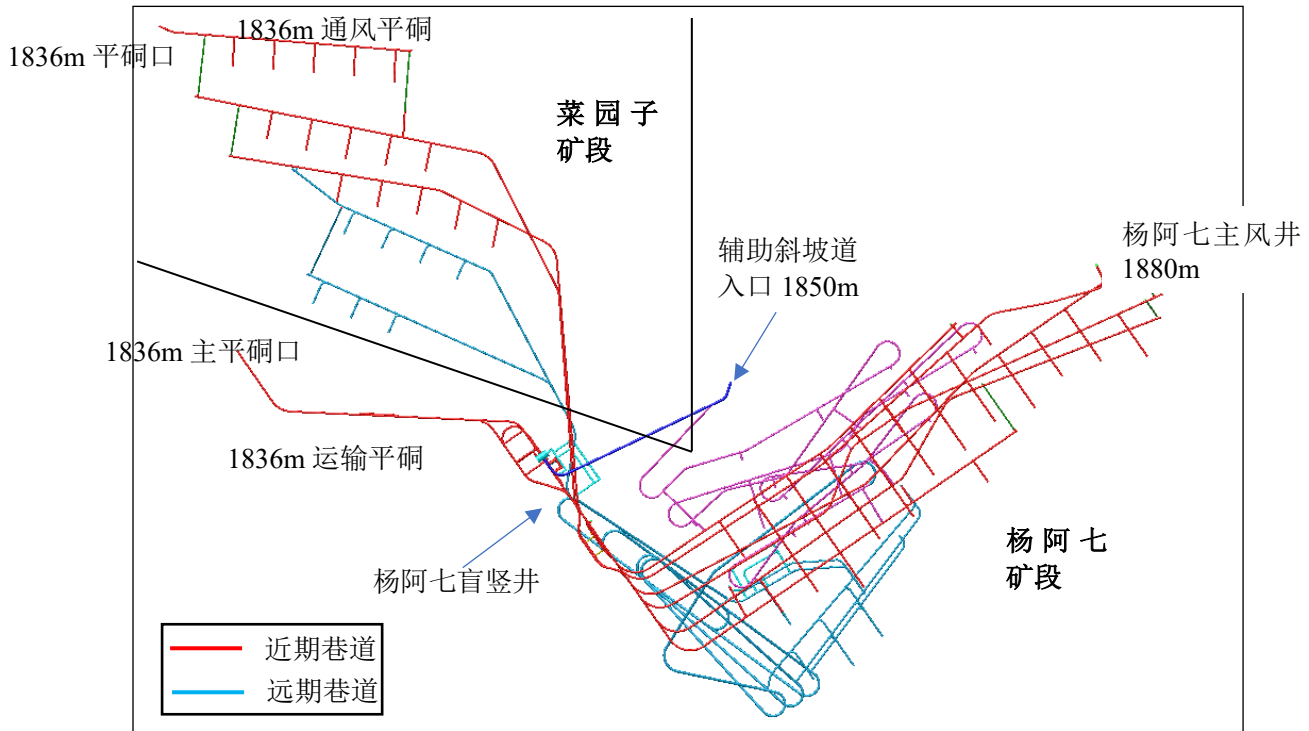 1836m 通风平硐
1836m 平硐口
菜园子
矿段
杨阿七主风井
1880m
辅助斜坡道
入口 1850m
1836m 主平硐口
1836m 运输平硐
杨阿七
矿段
杨阿七盲竖井
近期巷道
远期巷道